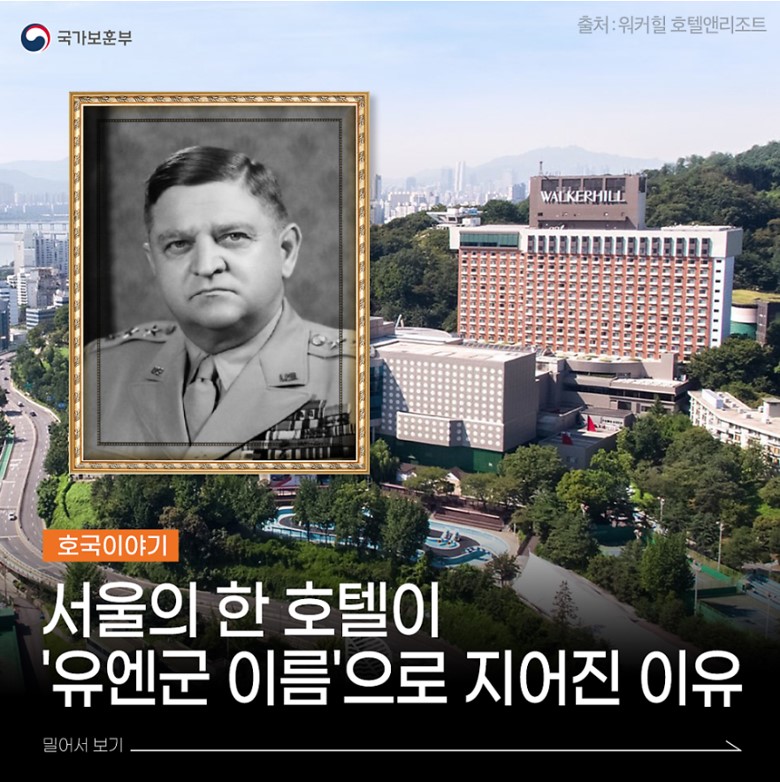 국가보훈부
출처 : 워커힐 호텔앤리조트
WALKERHILL
호국이야기
서울의 한 호텔이
'유엔군 이름'으로 지어진 이유
밀어서 보기